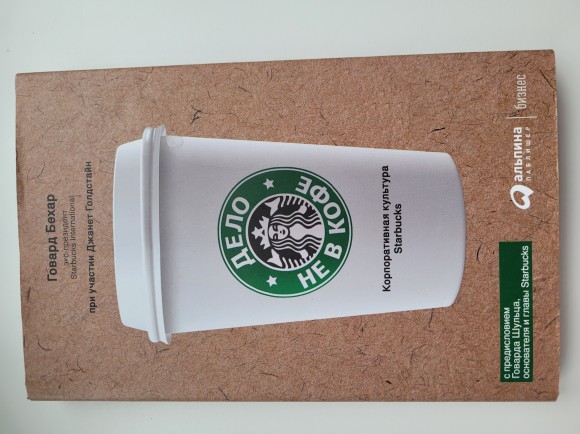 Говард Бехар
экс-президент
Starbucks International
при участии Джанет Голдстайн
ДЕЛО
НЕ В КОФЕ
Корпоративная культура
Starbucks
с предисловием
Говарда Шульца,
основателя и главы Starbucks
альпина
ПАБЛИШЕР
бизнес